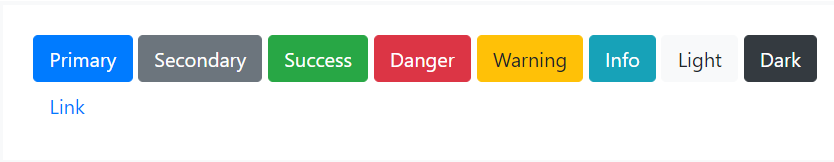 Primary Secondary Success Danger Warning Info Light Dark
Link